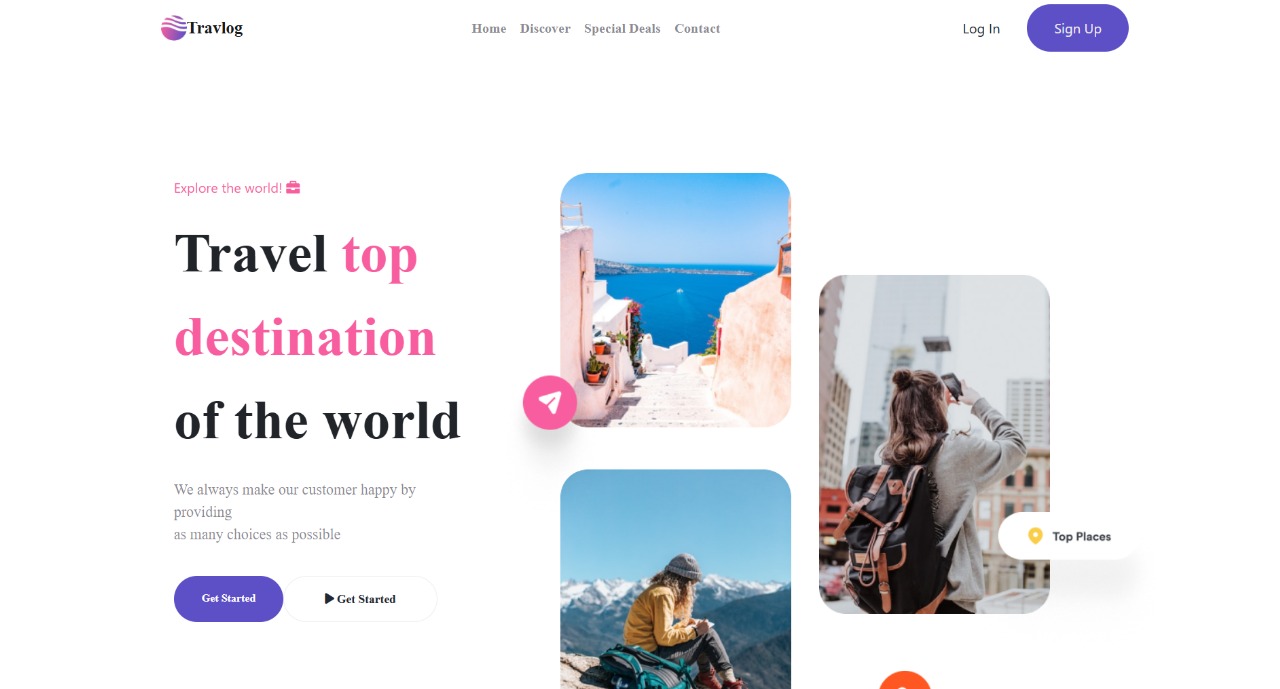 Travlog
Home Discover Special Deals Contact
Log In
Sign Up
Explore the world!
Travel top
destination
of the world
We always make our customer happy by
providing
as many choices as possible
Get Started
Get Started
Top Places